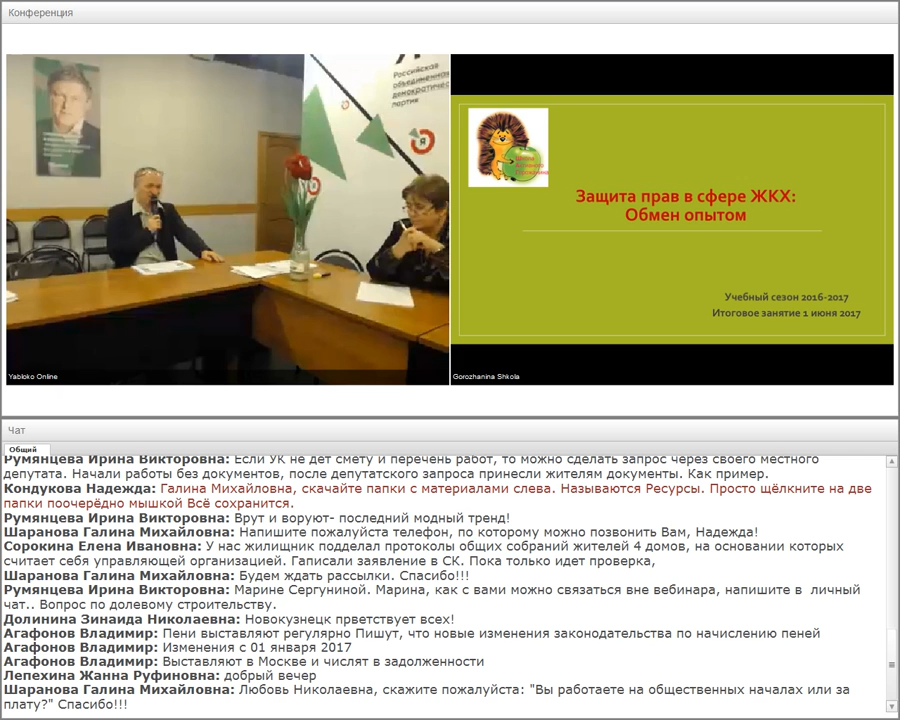 Конференция
Российская
объединенная
демократическая
партия
Я
Защита прав в сфере ЖКХ:
Обмен опытом
Учебный сезон 2016-2017
Итоговое занятие 1 июня 2017
Yabloko Online
Gorozhanina Shkola
Чат
Общий
Румянцева Ирина Викторовна: Если УК не дет смету и перечень работ, то можно сделать запрос через своего местного
депутата. Начали работы без документов, после депутатского запроса принесли жителям документы. Как пример.
Кондукова Надежда: Галина Михайловна, скачайте папки с материалами слева. Называются Ресурсы. Просто щёлкните на две
папки поочерёдно мышкой Всё сохранится.
Румянцева Ирина Викторовна: Врут и воруют- последний модный тренд!
Шаранова Галина Михайловна: Напишите пожалуйста телефон, по которому можно позвонить Вам, Надежда!
Сорокина Елена Ивановна: У нас жилищник подделал протоколы общих собраний жителей 4 домов, на основании которых
считает себя управляющей организацией. Гаписали заявление в СК. Пока только идет проверка,
Шаранова Галина Михайловна: Будем ждать рассылки. Спасибо!!!
Румянцева Ирина Викторовна: Марине Сергуниной. Марина, как с вами можно связаться вне вебинара, напишите в личный
чат.. Вопрос по долевому строительству.
Долинина Зинаида Николаевна: Новокузнецк прветствует всех!
Агафонов Владимир: Пени выставляют регулярно Пишут, что новые изменения законодательства по начислению пеней
Агафонов Владимир: Изменения с 01 января 2017
Агафонов Владимир: Выставляют в Москве и числят в задолженности
Лепехина Жанна Руфиновна: добрый вечер
Шаранова Галина Михайловна: Любовь Николаевна, скажите пожалуйста: "Вы работаете на общественных началах или за
плату?" Спасибо!!!